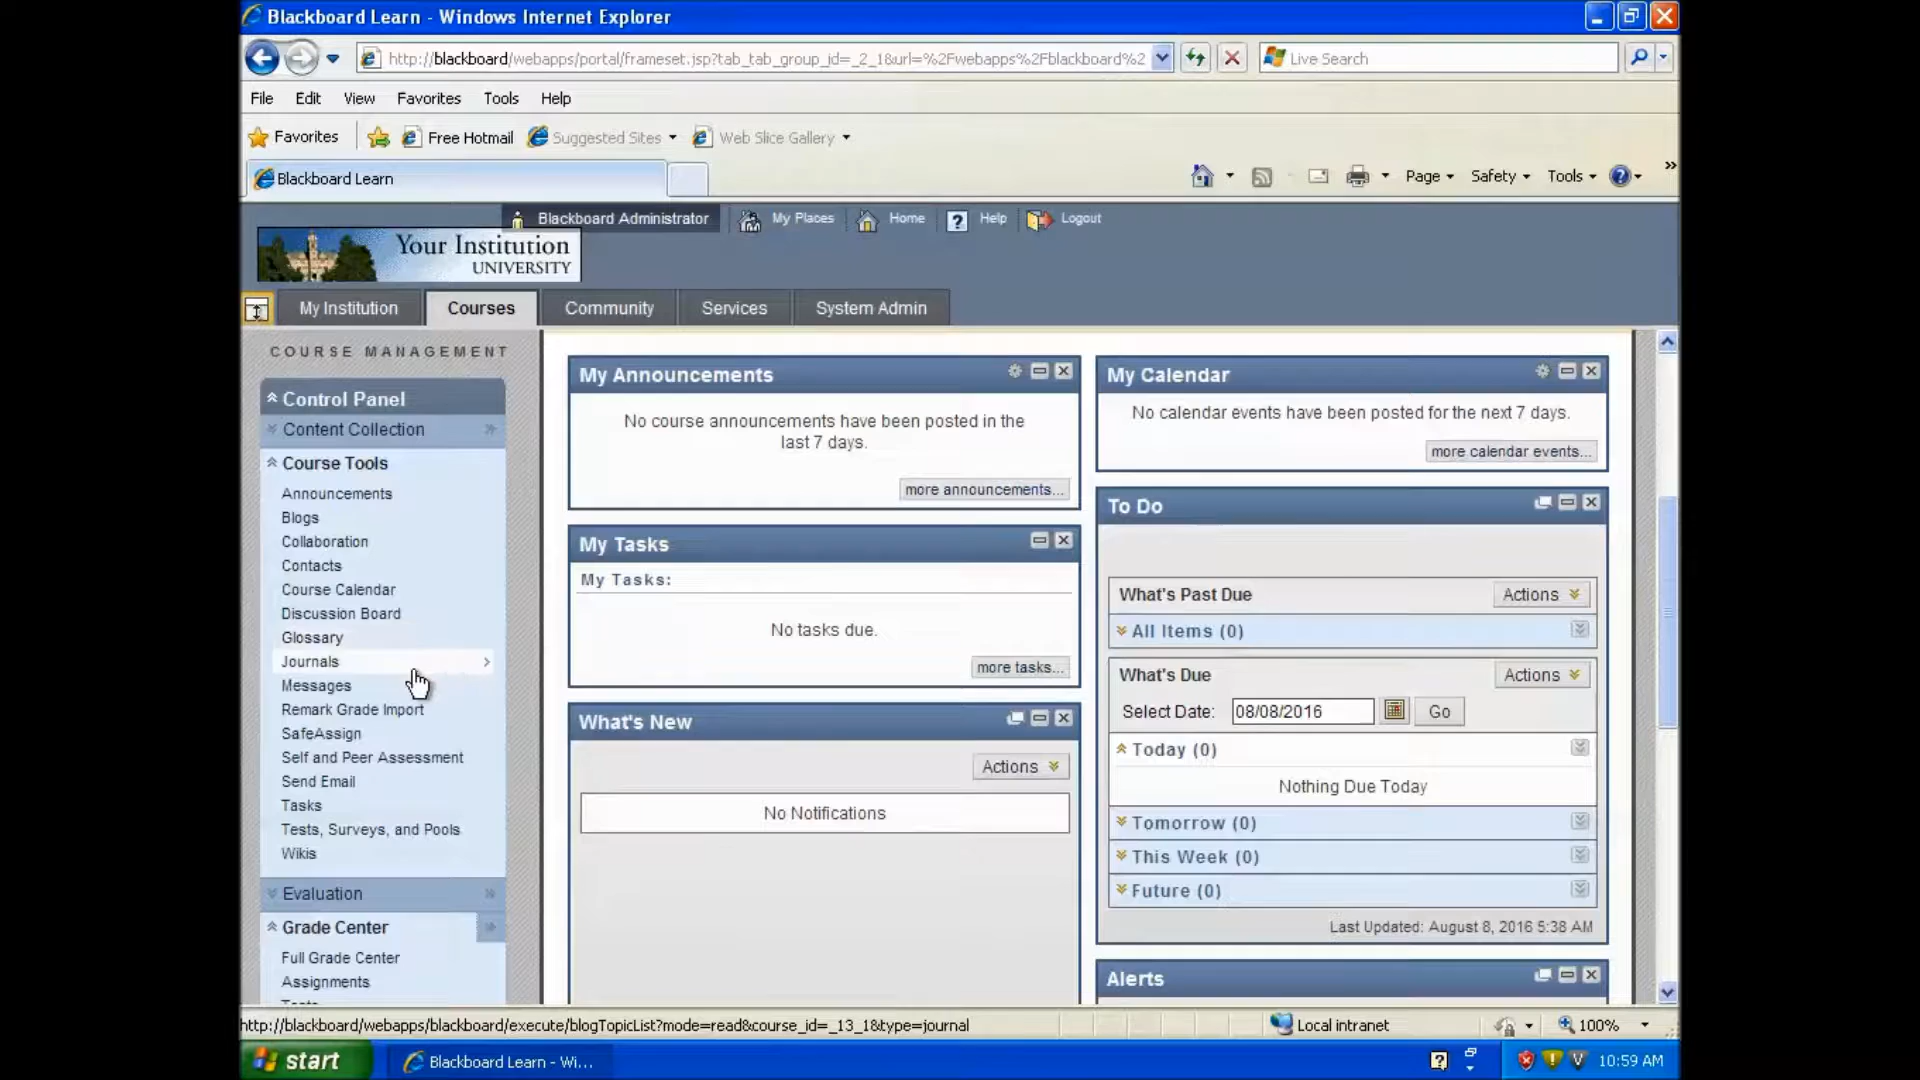 Blackboard Learn - Windows Internet Explorer
http://blackboard/webapps/portal/frameset.jsp?tab_tab_group_id=_2_1&url=%2Fwebapps%2Fblackboard%2
Live Search
File Edit View Favorites Tools Help
Favorites Free Hotmail Suggested Sites Web Slice Gallery
Blackboard Learn
Page Safety Tools
Blackboard Administrator My Places Home Help Logout
Your Institution
UNIVERSITY
My Institution Courses Community Services System Admin
COURSE MANAGEMENT
Control Panel
Content Collection
Course Tools
Announcements
Blogs
Collaboration
Contacts
Course Calendar
Discussion Board
Glossary
Journals
Messages
Remark Grade Import
SafeAssign
Self and Peer Assessment
Send Email
Tasks
Tests, Surveys, and Pools
Wikis
Evaluation
Grade Center
Full Grade Center
Assignments
My Announcements
No course announcements have been posted in the
last 7 days.
more announcements...
My Tasks
My Tasks:
No tasks due.
more tasks...
What's New
Actions
No Notifications
My Calendar
No calendar events have been posted for the next 7 days.
more calendar events...
To Do
What's Past Due Actions
All Items (0)
What's Due Actions
Select Date: 08/08/2016 Go
Today (0)
Nothing Due Today
Tomorrow (0)
This Week (0)
Future (0)
Last Updated: August 8, 2016 5:38 AM
Alerts
http://blackboard/webapps/blackboard/execute/blogTopicList?mode=read&course_id=_13_1&type=journal
Local intranet 100%
start Blackboard Learn - Wi... 10:59 AM